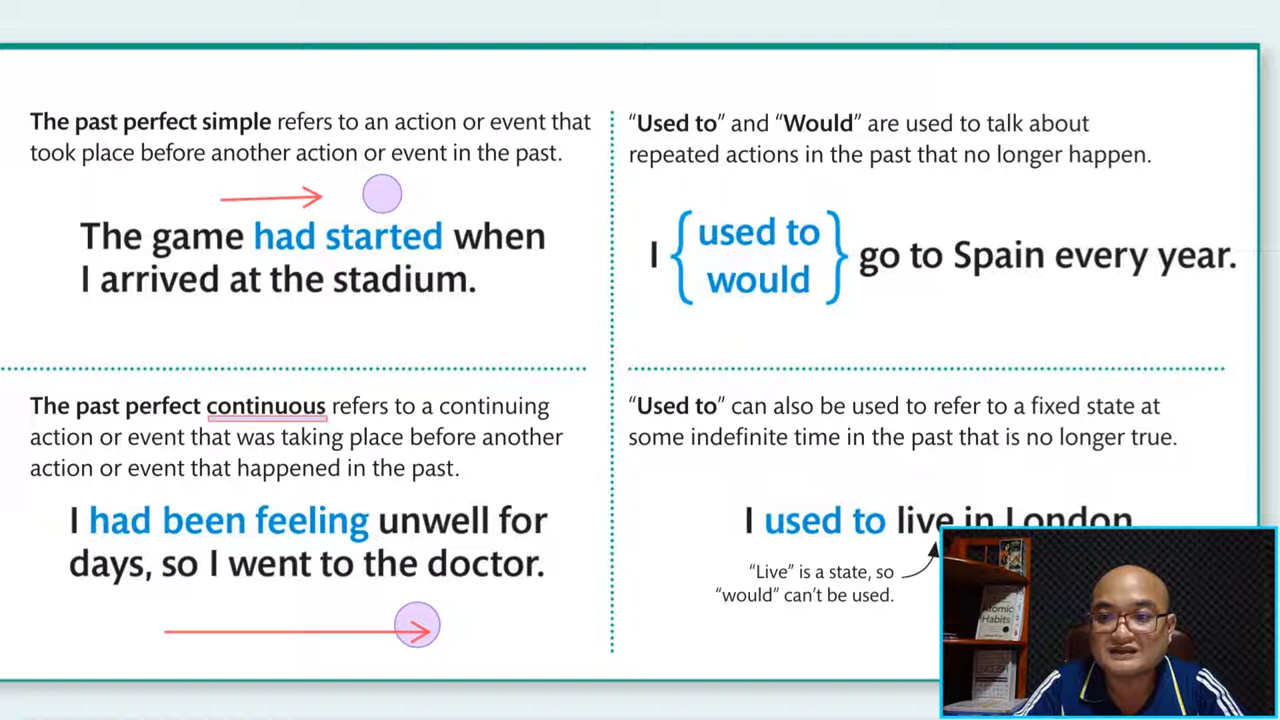 The past perfect simple refers to an action or event that
took place before another action or event in the past.
The game had started when
I arrived at the stadium.
The past perfect continuous refers to a continuing
action or event that was taking place before another
action or event that happened in the past.
I had been feeling unwell for
days, so I went to the doctor.
“Used to” and “Would” are used to talk about
repeated actions in the past that no longer happen.
I { used to
would } go to Spain every year.
“Used to” can also be used to refer to a fixed state at
some indefinite time in the past that is no longer true.
I used to live in London.
“Live” is a state, so
“would” can’t be used.
Atomic
Habits
ENGLISH